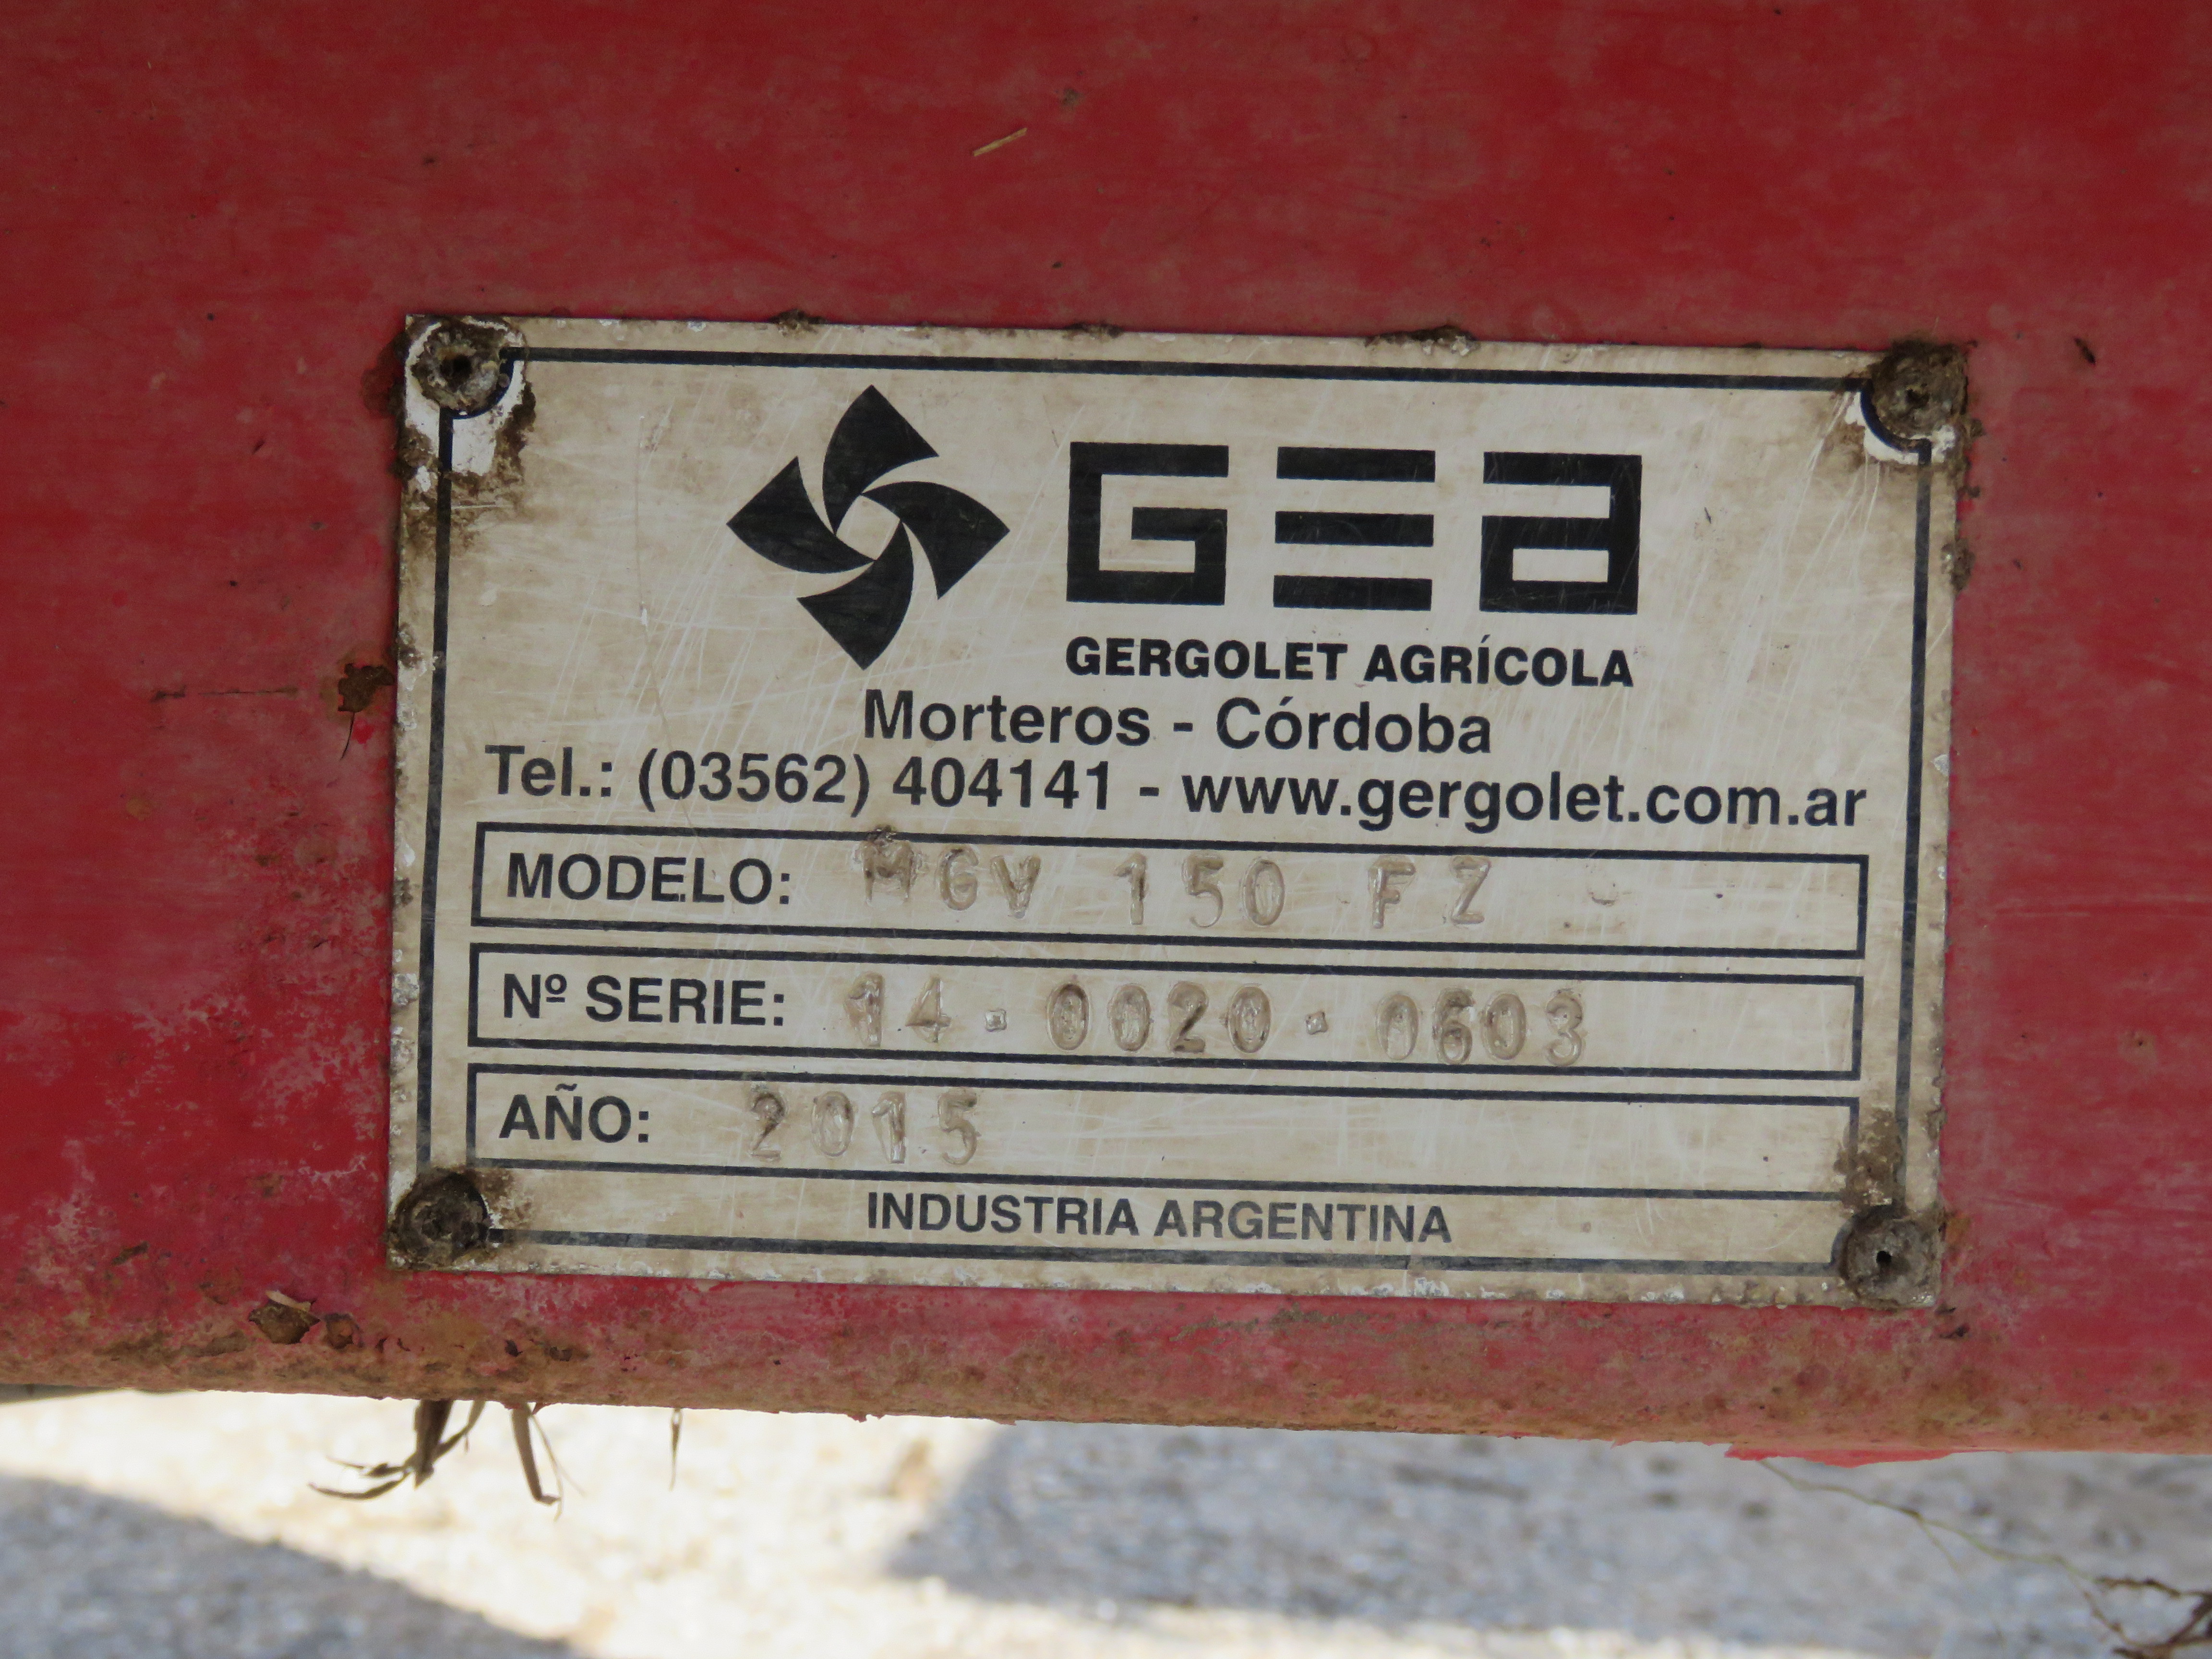 GEA
GERGOLET AGRÍCOLA
Morteros - Córdoba
Tel.: (03562) 404141 - www.gergolet.com.ar
MODELO: MGV 150 FZ
Nº SERIE: 14.0020.0603
AÑO: 2015
INDUSTRIA ARGENTINA